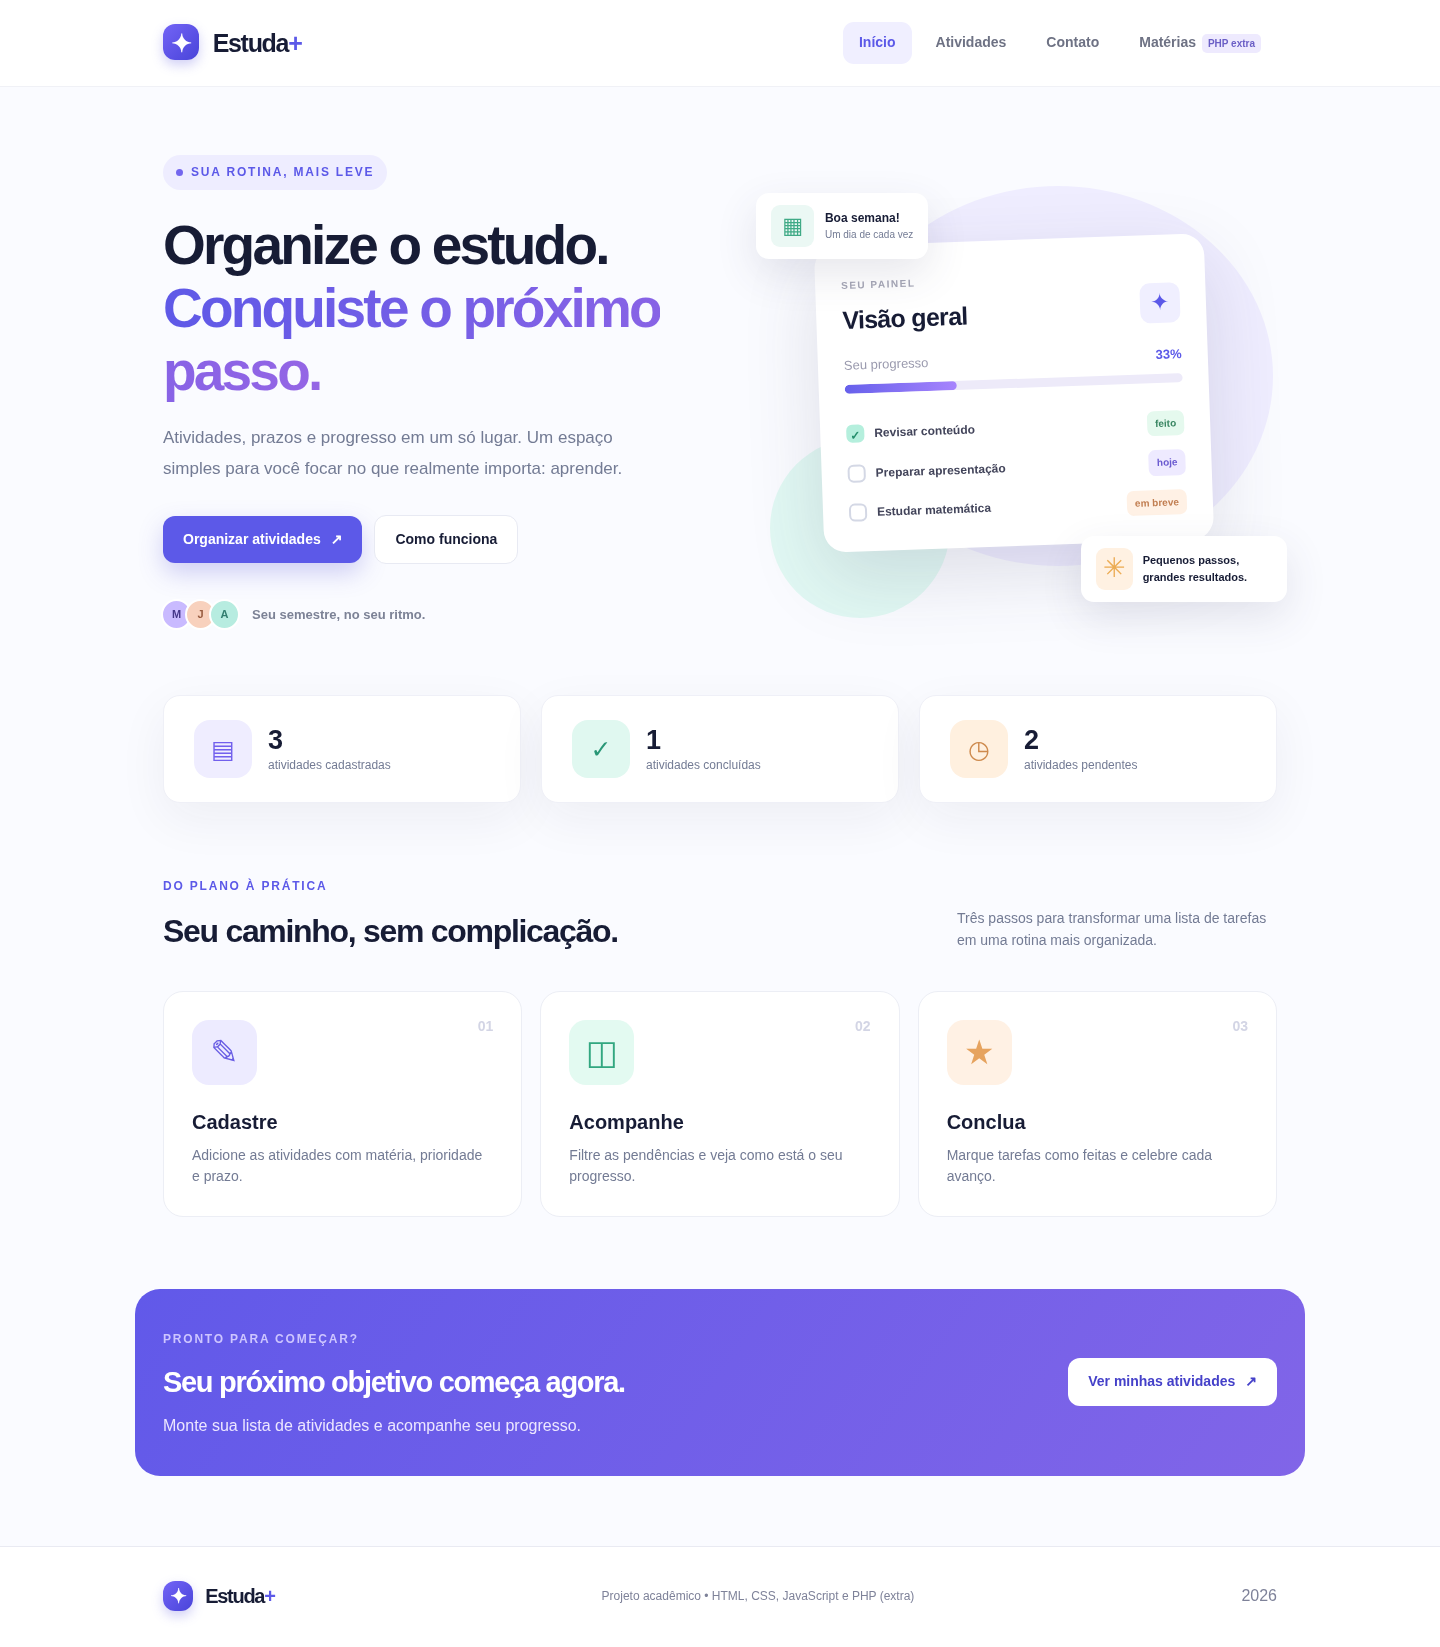 Estuda+
Início
Atividades
Contato
Matérias PHP extra
SUA ROTINA, MAIS LEVE
Organize o estudo.
Conquiste o próximo
passo.
Atividades, prazos e progresso em um só lugar. Um espaço
simples para você focar no que realmente importa: aprender.
Organizar atividades ↗
Como funciona
M
J
A
Seu semestre, no seu ritmo.
Boa semana!
Um dia de cada vez
SEU PAINEL
Visão geral
Seu progresso
33%
Revisar conteúdo
feito
Preparar apresentação
hoje
Estudar matemática
em breve
Pequenos passos,
grandes resultados.
3
atividades cadastradas
1
atividades concluídas
2
atividades pendentes
DO PLANO À PRÁTICA
Seu caminho, sem complicação.
Três passos para transformar uma lista de tarefas
em uma rotina mais organizada.
01
Cadastre
Adicione as atividades com matéria, prioridade
e prazo.
02
Acompanhe
Filtre as pendências e veja como está o seu
progresso.
03
Conclua
Marque tarefas como feitas e celebre cada
avanço.
PRONTO PARA COMEÇAR?
Seu próximo objetivo começa agora.
Monte sua lista de atividades e acompanhe seu progresso.
Ver minhas atividades ↗
Estuda+
Projeto acadêmico • HTML, CSS, JavaScript e PHP (extra)
2026